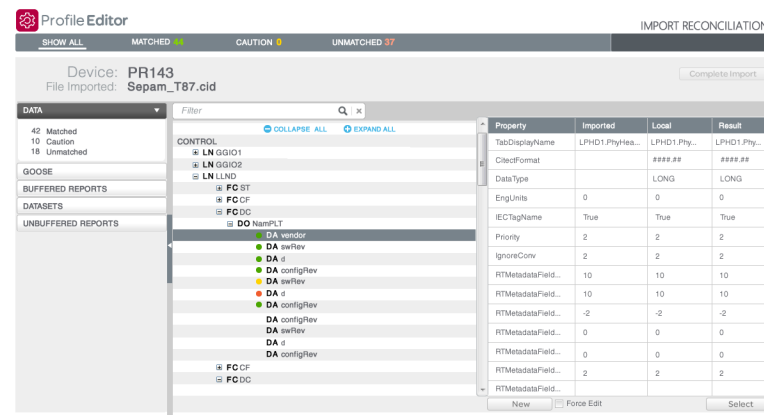 Profile Editor
IMPORT RECONCILIATION
SHOW ALL MATCHED 44 CAUTION 0 UNMATCHED 37
Device: PR143
File Imported: Sepam_T87.cid
Complete Import
DATA
42 Matched
10 Caution
18 Unmatched
GOOSE
BUFFERED REPORTS
DATASETS
UNBUFFERED REPORTS
Filter
COLLAPSE ALL EXPAND ALL
CONTROL
LN GGIO1
LN GGIO2
LN LLND
FC ST
FC CF
FC DC
DO NamPLT
DA vendor
DA swRev
DA d
DA configRev
DA swRev
DA d
DA configRev
DA configRev
DA swRev
DA d
DA configRev
FC CF
FC DC
Property Imported Local Result
TabDisplayName LPHD1.PhyHea... LPHD1.Phy... LPHD1.Phy...
CitectFormat ####.## ####.##
DataType LONG LONG
EngUnits 0 0 0
IECTagName True True True
Priority 2 2 2
IgnoreConv 2 2 2
RTMetadataField... 10 10 10
RTMetadataField... 10 10 10
RTMetadataField... -2 -2 -2
RTMetadataField... 0 0 0
RTMetadataField... 0 0 0
RTMetadataField... 2 2 2
RTMetadataField...
New Force Edit Select